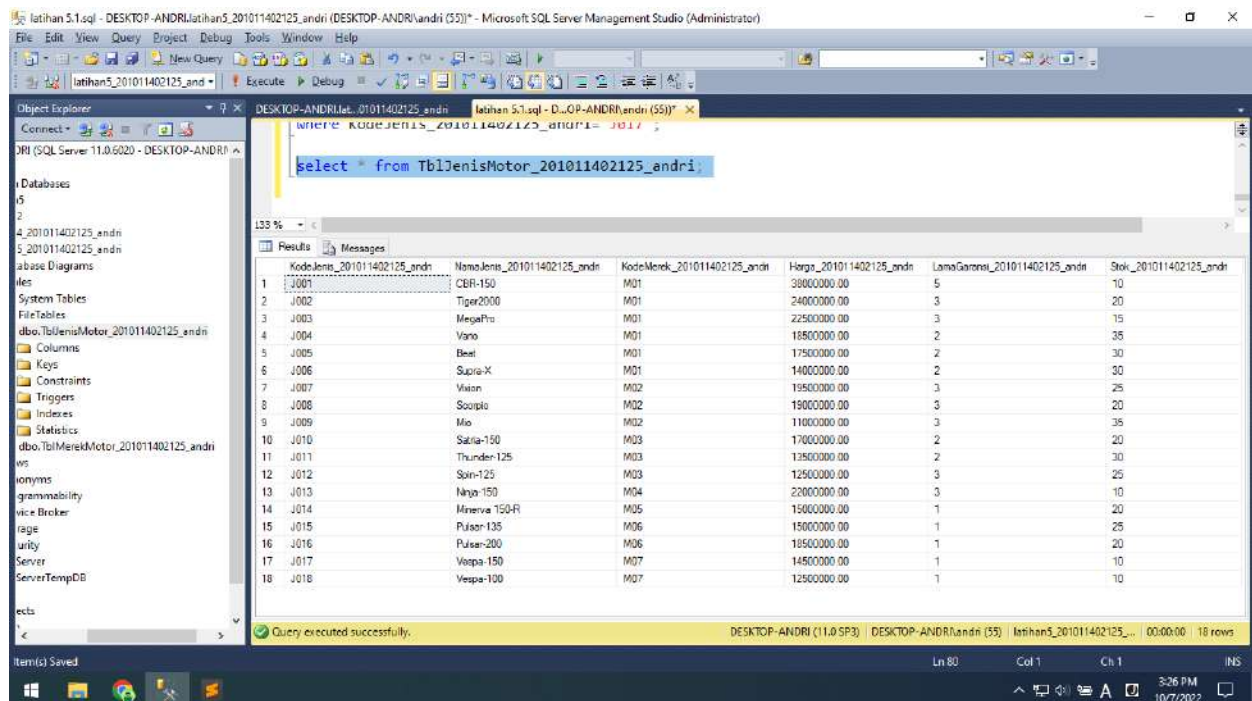 latihan 5.1.sql - DESKTOP-ANDRI.latihan5_201011402125_andri (DESKTOP-ANDRI\andri (55))* - Microsoft SQL Server Management Studio (Administrator)
File Edit View Query Project Debug Tools Window Help
New Query
latihan5_201011402125_and Execute Debug
Object Explorer
DESKTOP-ANDRI.lat...01011402125_andri latihan 5.1.sql - D...OP-ANDRI\andri (55))*
Connect
DRI (SQL Server 11.0.6020 - DESKTOP-ANDRI\
Databases
4_201011402125_andri
5_201011402125_andri
abase Diagrams
les
System Tables
FileTables
dbo.TblJenisMotor_201011402125_andri
Columns
Keys
Constraints
Triggers
Indexes
Statistics
dbo.TblMerekMotor_201011402125_andri
ws
onyms
grammability
vice Broker
rage
urity
Server
ServerTempDB
ects
where KodeJenis_201011402125_andri='J017';
select * from TblJenisMotor_201011402125_andri;
133 %
Results Messages
KodeJenis_201011402125_andri NamaJenis_201011402125_andri KodeMerek_201011402125_andri Harga_201011402125_andri LamaGaransi_201011402125_andri Stok_201011402125_andri
1 J001 CBR-150 M01 38000000.00 5 10
2 J002 Tiger2000 M01 24000000.00 3 20
3 J003 MegaPro M01 22500000.00 3 15
4 J004 Vario M01 18500000.00 2 35
5 J005 Beat M01 17500000.00 2 30
6 J006 Supra-X M01 14000000.00 2 30
7 J007 Vixion M02 19500000.00 3 25
8 J008 Scorpio M02 19000000.00 3 20
9 J009 Mio M02 11000000.00 3 35
10 J010 Satria-150 M03 17000000.00 2 20
11 J011 Thunder-125 M03 13500000.00 2 30
12 J012 Spin-125 M03 12500000.00 3 25
13 J013 Ninja-150 M04 22000000.00 3 10
14 J014 Minerva 150-R M05 15000000.00 1 20
15 J015 Pulsar-135 M06 15000000.00 1 25
16 J016 Pulsar-200 M06 18500000.00 1 20
17 J017 Vespa-150 M07 14500000.00 1 10
18 J018 Vespa-100 M07 12500000.00 1 10
Query executed successfully. DESKTOP-ANDRI (11.0 SP3) DESKTOP-ANDRI\andri (55) latihan5_201011402125_... 00:00:00 18 rows
Item(s) Saved Ln 80 Col 1 Ch 1 INS
A 3:26 PM
10/7/2022